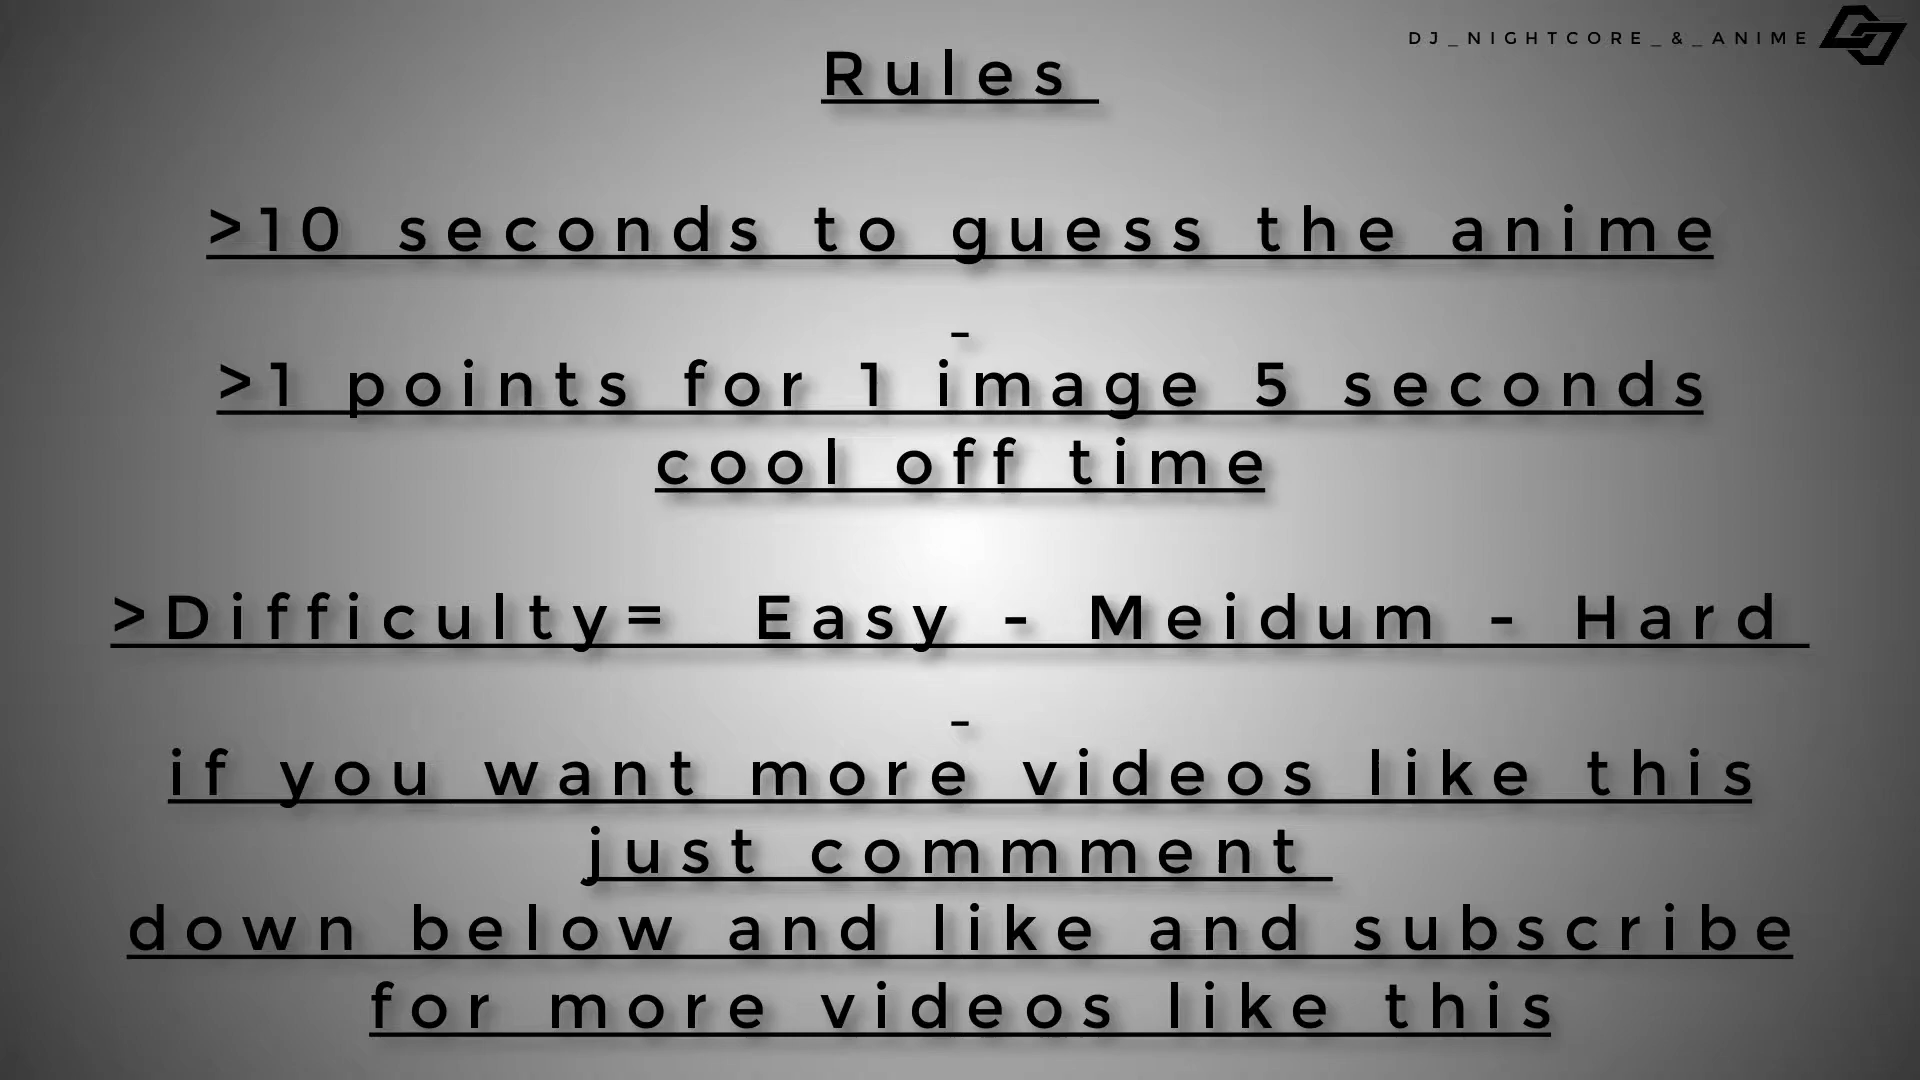 DJ_NIGHTCORE_&_ANIME
Rules
>10 seconds to guess the anime
-
>1 points for 1 image 5 seconds
cool off time
>Difficulty= Easy - Meidum - Hard
-
if you want more videos like this
just commment
down below and like and subscribe
for more videos like this